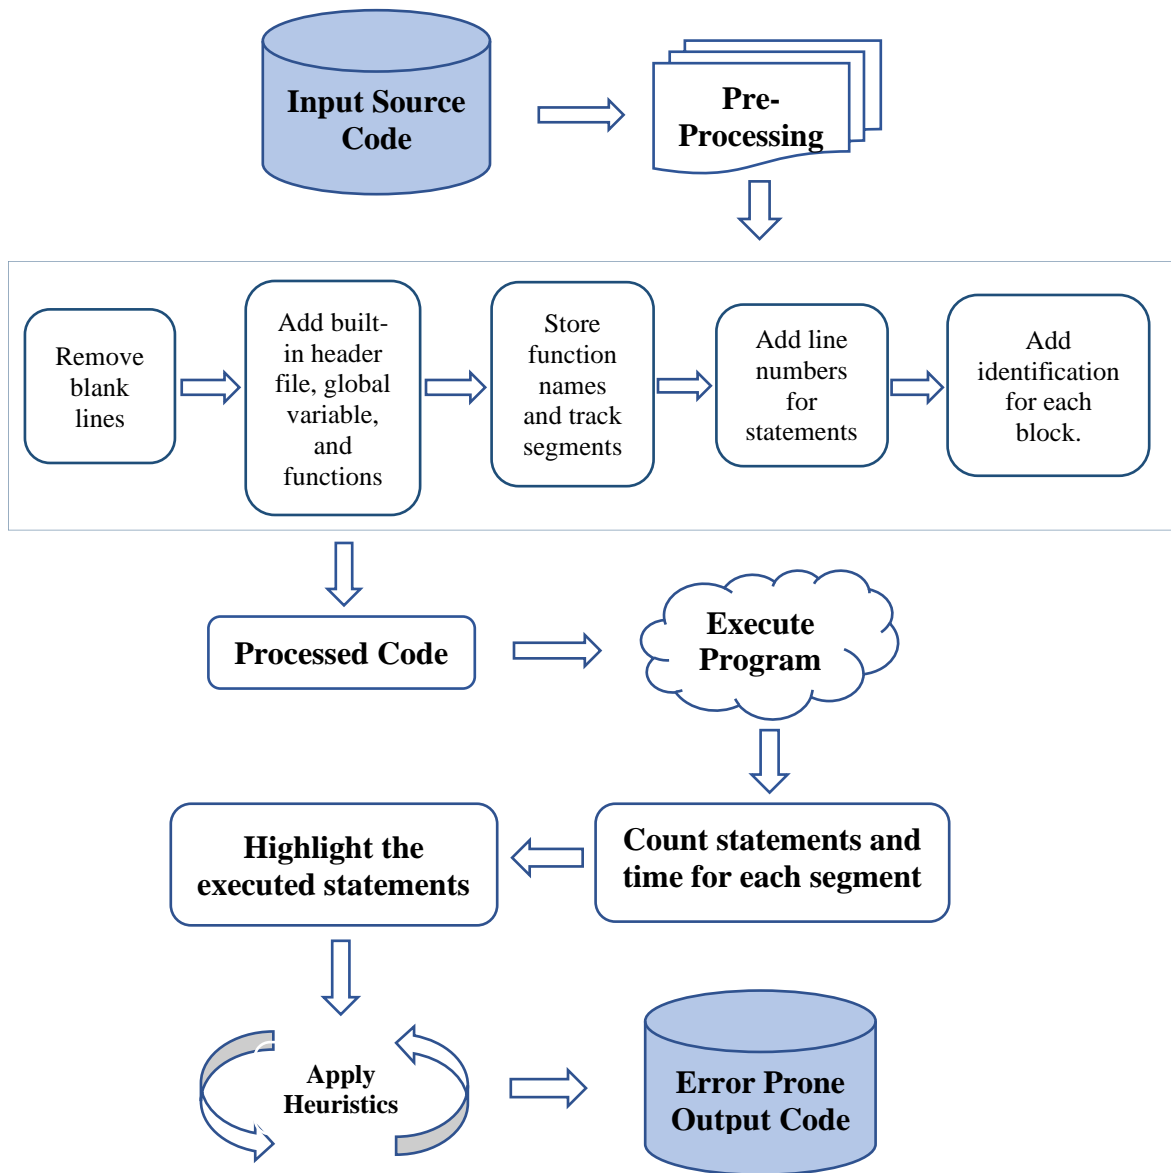 Input Source
Code
Pre-
Processing
Remove
blank
lines
Add built-
in header
file, global
variable,
and
functions
Store
function
names
and track
segments
Add line
numbers
for
statements
Add
identification
for each
block.
Processed Code
Execute
Program
Highlight the
executed statements
Count statements and
time for each segment
Apply
Heuristics
Error Prone
Output Code